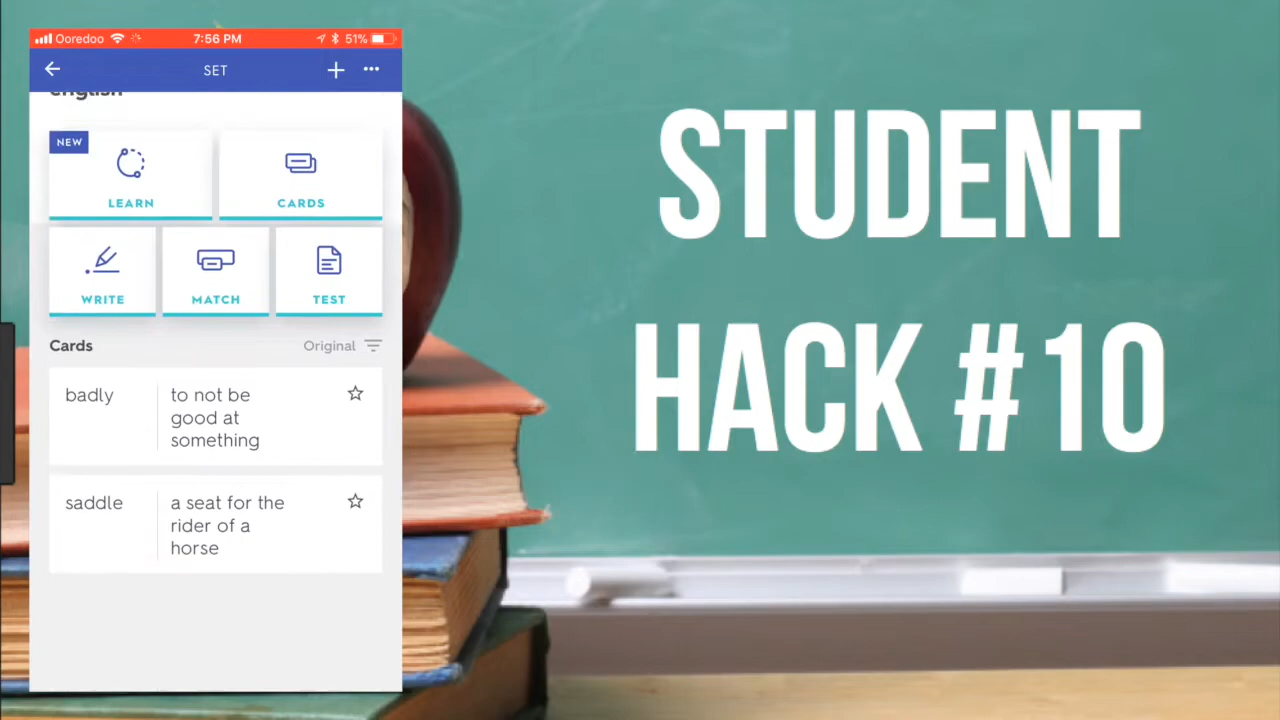 Ooredoo 7:56 PM 51%
SET
English
NEW
LEARN
CARDS
WRITE
MATCH
TEST
Cards
Original
badly
to not be
good at
something
saddle
a seat for the
rider of a
horse
STUDENT
HACK #10